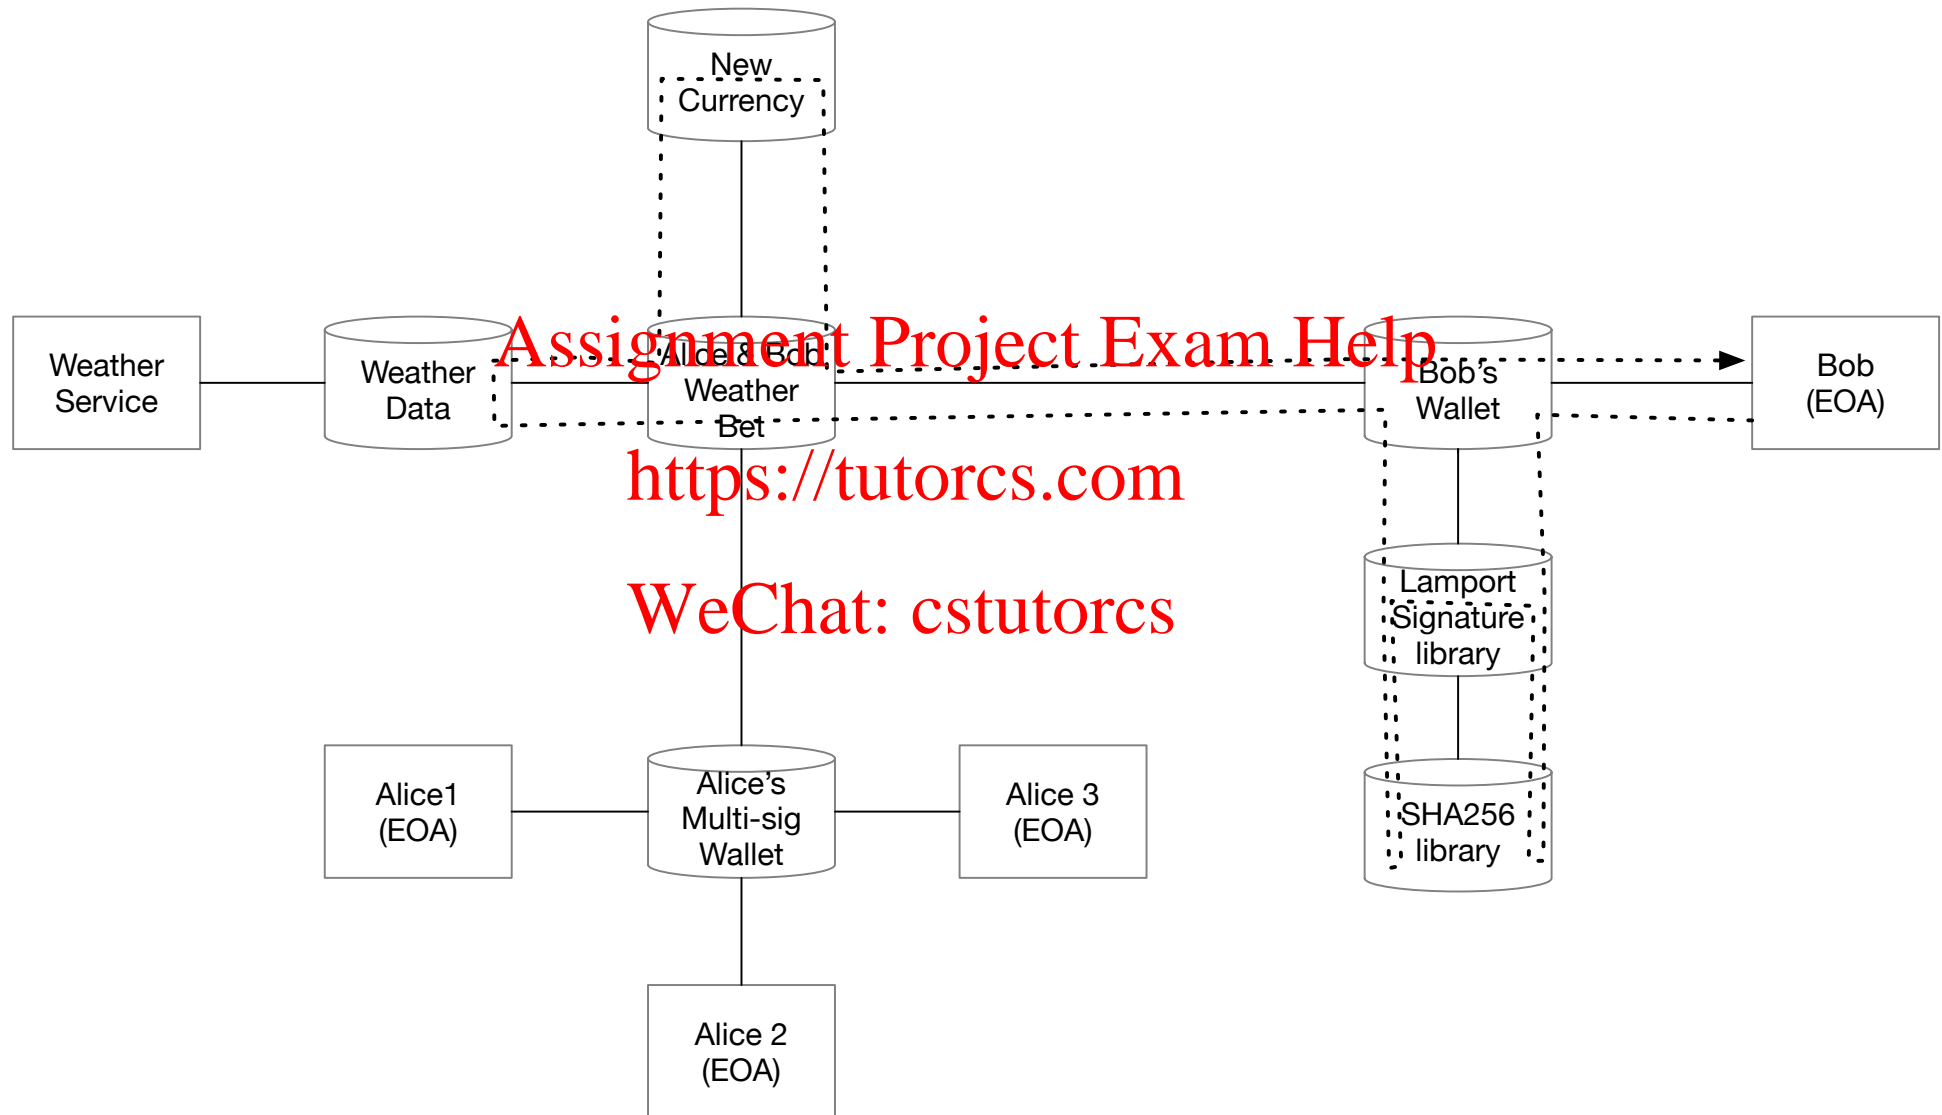 New
Currency
Assignment Project Exam Help
Weather
Service
Weather
Data
Alice & Bob
Weather
Bet
Bob's
Wallet
Bob
(EOA)
https://tutorcs.com
WeChat: cstutorcs
Lamport
Signature
library
Alice1
(EOA)
Alice's
Multi-sig
Wallet
Alice 3
(EOA)
SHA256
library
Alice 2
(EOA)